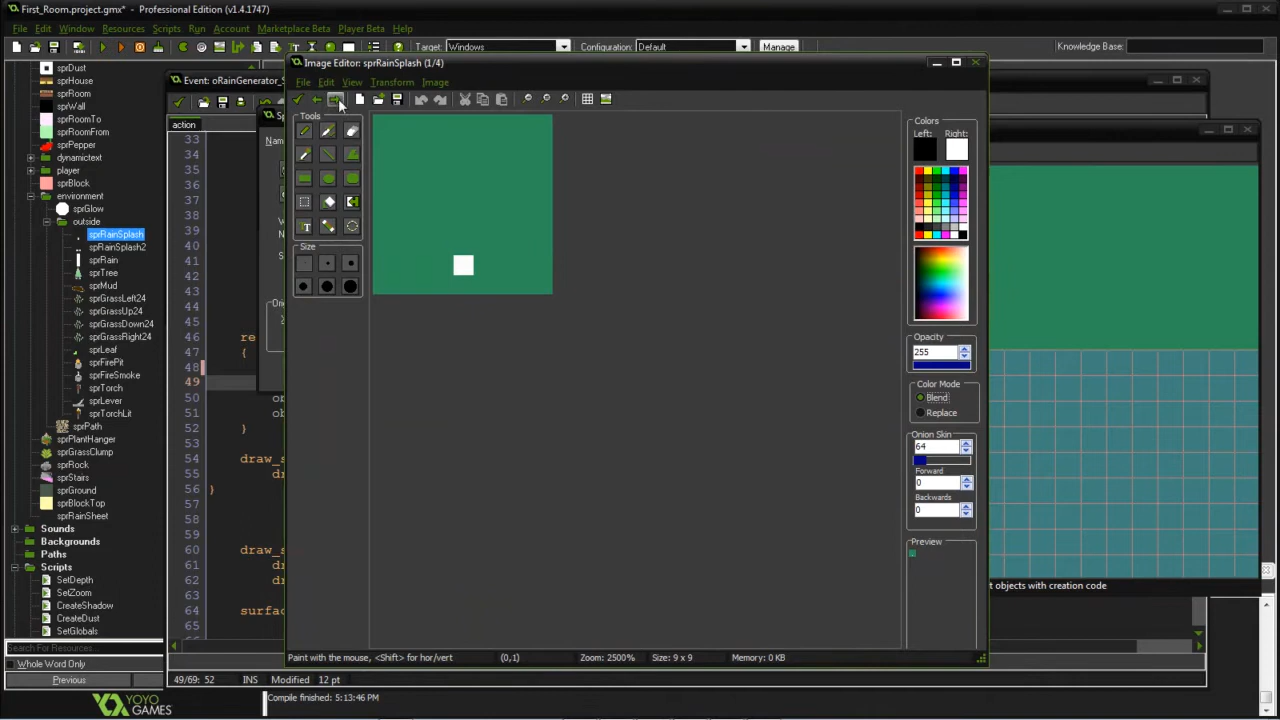 First_Room.project.gmx* - Professional Edition (v1.4.1747)
File Edit Window Resources Scripts Run Account Marketplace Beta Player Beta Help
Target: Windows Configuration: Default Manage Knowledge Base:
sprDust
sprHouse
sprRoom
sprWall
sprRoomTo
sprRoomFrom
sprPepper
dynamictext
player
sprBlock
environment
sprGlow
outside
sprRainSplash
sprRainSplash2
sprRain
sprTree
sprMud
sprGrassLeft24
sprGrassUp24
sprGrassDown24
sprGrassRight24
sprLeaf
sprFirePit
sprFireSmoke
sprTorch
sprLever
sprTorchLit
sprPath
sprPlantHanger
sprGrassClump
sprRock
sprStairs
sprGround
sprBlockTop
sprRainSheet
Sounds
Backgrounds
Paths
Scripts
SetDepth
SetZoom
CreateShadow
CreateDust
SetGlobals
Search For Resources...
Whole Word Only
Previous
YOYO
GAMES
Event: oRainGenerator_S
action
33
34
35
36
37
38
39
40
41
42
43
44
45
46 re
47 {
48
49
50 ob
51 ob
52 }
53
54 draw_s
55 dr
56 }
57
58
59
60 draw_s
61 dr
62 dr
63
64 surfac
49/69: 52 INS Modified 12 pt
Compile finished: 5:13:46 PM
Image Editor: sprRainSplash (1/4)
File Edit View Transform Image
Tools
Size
Colors
Left: Right:
Opacity
255
Color Mode
Blend
Replace
Onion Skin
64
Forward
0
Backwards
0
Preview
Paint with the mouse, <Shift> for hor/vert (0,1) Zoom: 2500% Size: 9 x 9 Memory: 0 KB
t objects with creation code